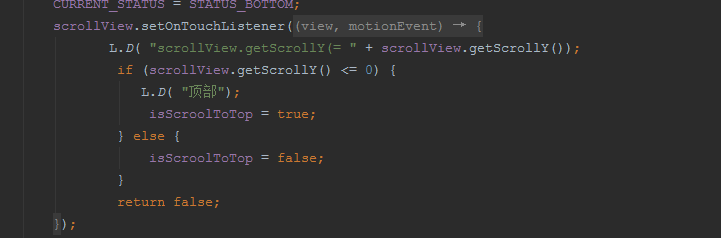 CURRENT_STATUS = STATUS_BOTTOM;
scrollView.setOnTouchListener((view, motionEvent) → {
L.D( "scrollView.getScrollY(= " + scrollView.getScrollY());
if (scrollView.getScrollY() <= 0) {
L.D( "顶部");
isScroolToTop = true;
} else {
isScroolToTop = false;
}
return false;
});